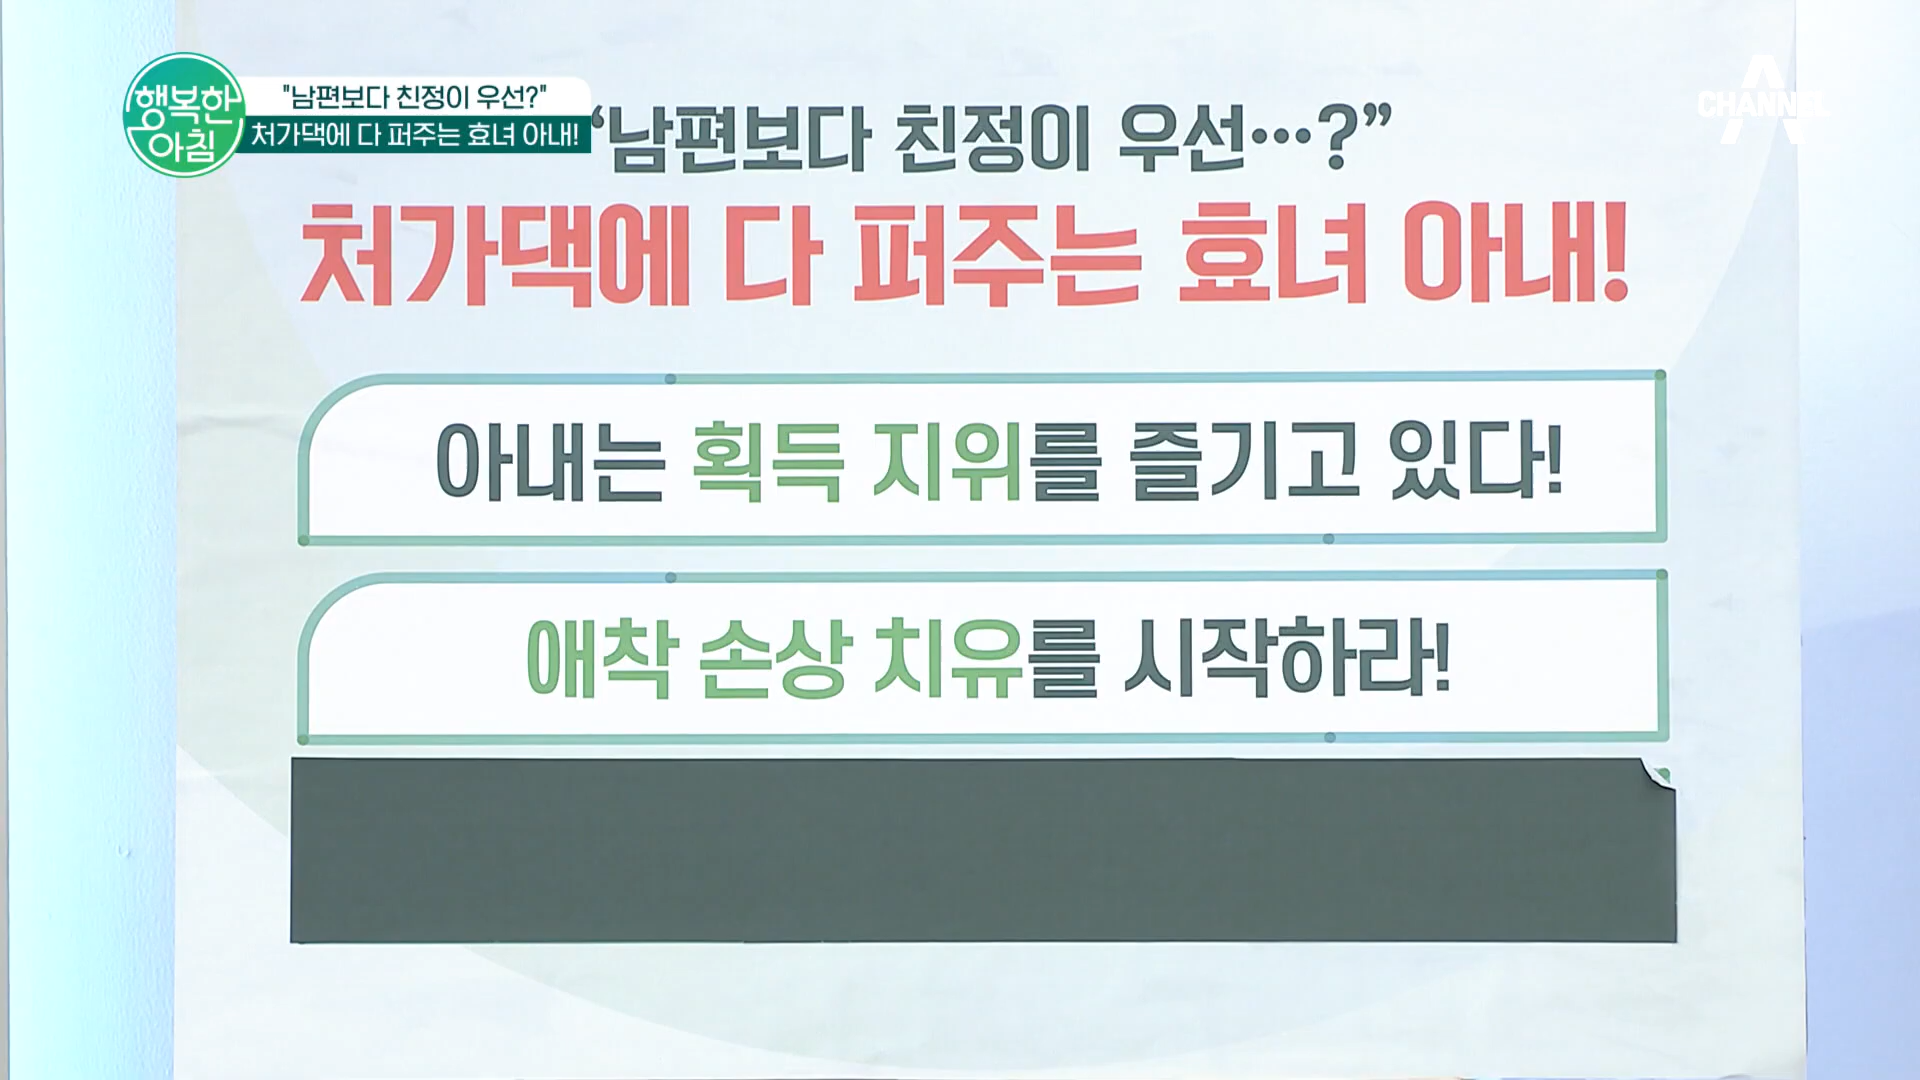 행복한
아침
"남편보다 친정이 우선?"
처가댁에 다 퍼주는 효녀 아내!
CHANNEL A
“남편보다 친정이 우선…?”
처가댁에 다 퍼주는 효녀 아내!
아내는 획득 지위를 즐기고 있다!
애착 손상 치유를 시작하라!